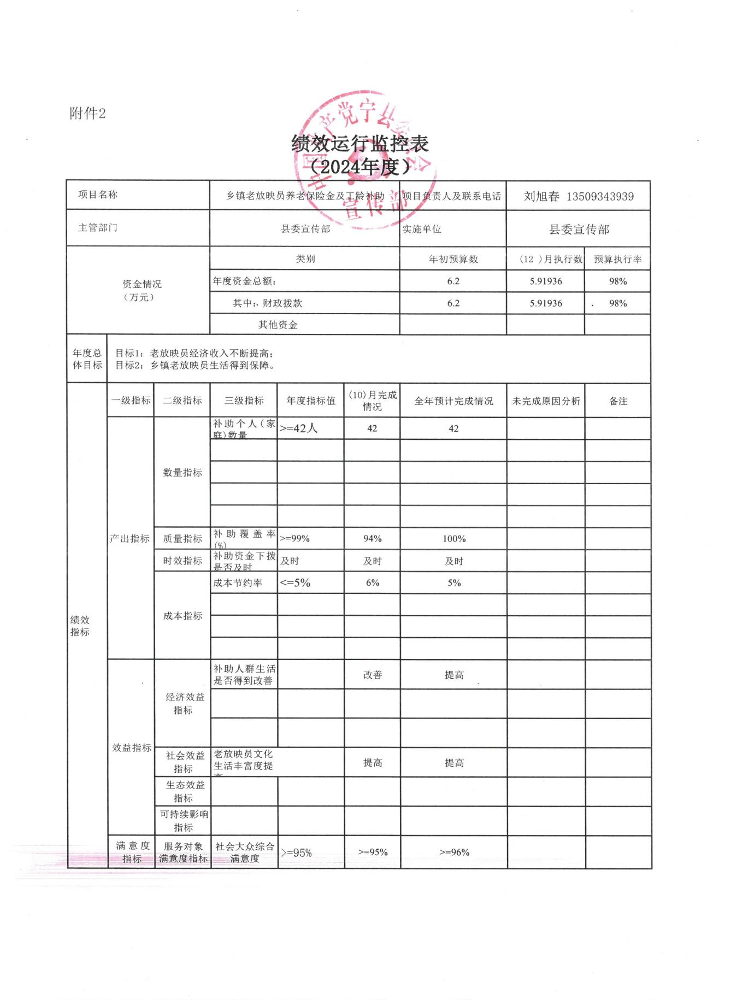 附件2
中国共产党宁县委员会
宣传部
绩效运行监控表
（2024年度）
项目名称 乡镇老放映员养老保险金及工龄补助 项目负责人及联系电话 刘旭春 13509343939
主管部门 县委宣传部 实施单位 县委宣传部
资金情况
（万元）
类别 年初预算数 （12 ）月执行数 预算执行率
年度资金总额： 6.2 5.91936 98%
其中：. 财政拨款 6.2 5.91936 98%
其他资金
年度总
体目标
目标1：老放映员经济收入不断提高；
目标2：乡镇老放映员生活得到保障。
绩效
指标
一级指标 二级指标 三级指标 年度指标值 （10）月完成
情况 全年预计完成情况 未完成原因分析 备注
产出指标
数量指标
补助个人（家
庭）数量 >=42人 42 42
质量指标 补助覆盖率
（%） >=99% 94% 100%
时效指标 补助资金下拨
是否及时 及时 及时 及时
成本指标
成本节约率 <=5% 6% 5%
效益指标
经济效益
指标
补助人群生活
是否得到改善 改善 提高
社会效益
指标
老放映员文化
生活丰富度提 提高 提高
生态效益
指标
可持续影响
指标
满意度
指标
服务对象
满意度指标
社会大众综合
满意度 >=95% >=95% >=96%